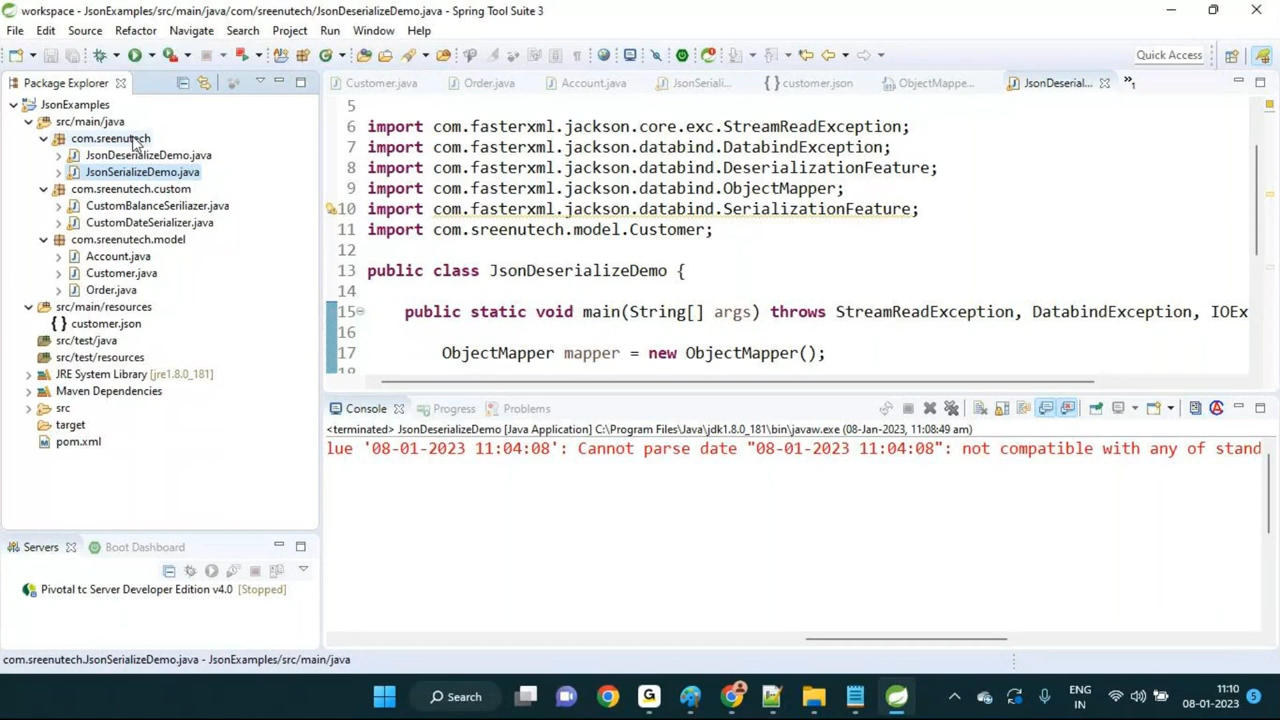 workspace - JsonExamples/src/main/java/com/sreenutech/JsonDeserializeDemo.java - Spring Tool Suite 3
File Edit Source Refactor Navigate Search Project Run Window Help
Quick Access
Package Explorer
JsonExamples
src/main/java
com.sreenutech
JsonDeserializeDemo.java
JsonSerializeDemo.java
com.sreenutech.custom
CustomBalanceSeriliazer.java
CustomDateSerializer.java
com.sreenutech.model
Account.java
Customer.java
Order.java
src/main/resources
customer.json
src/test/java
src/test/resources
JRE System Library [jre1.8.0_181]
Maven Dependencies
src
target
pom.xml
Servers Boot Dashboard
Pivotal tc Server Developer Edition v4.0 [Stopped]
Customer.java Order.java Account.java JsonSeriali... customer.json ObjectMappe... JsonDeserial... »1
5
6 import com.fasterxml.jackson.core.exc.StreamReadException;
7 import com.fasterxml.jackson.databind.DatabindException;
8 import com.fasterxml.jackson.databind.DeserializationFeature;
9 import com.fasterxml.jackson.databind.ObjectMapper;
10 import com.fasterxml.jackson.databind.SerializationFeature;
11 import com.sreenutech.model.Customer;
12
13 public class JsonDeserializeDemo {
14
15 public static void main(String[] args) throws StreamReadException, DatabindException, IOEx
16
17 ObjectMapper mapper = new ObjectMapper();
18
Console Progress Problems
<terminated> JsonDeserializeDemo [Java Application] C:\Program Files\Java\jdk1.8.0_181\bin\javaw.exe (08-Jan-2023, 11:08:49 am)
lue '08-01-2023 11:04:08': Cannot parse date "08-01-2023 11:04:08": not compatible with any of stand
com.sreenutech.JsonSerializeDemo.java - JsonExamples/src/main/java
Search
ENG
IN
11:10
08-01-2023
5